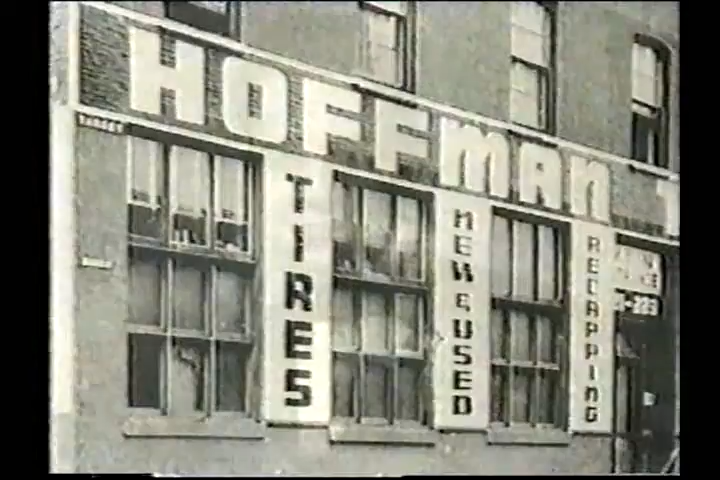 HOFFMAN T
TIRES
NEW & USED
RECAPPING